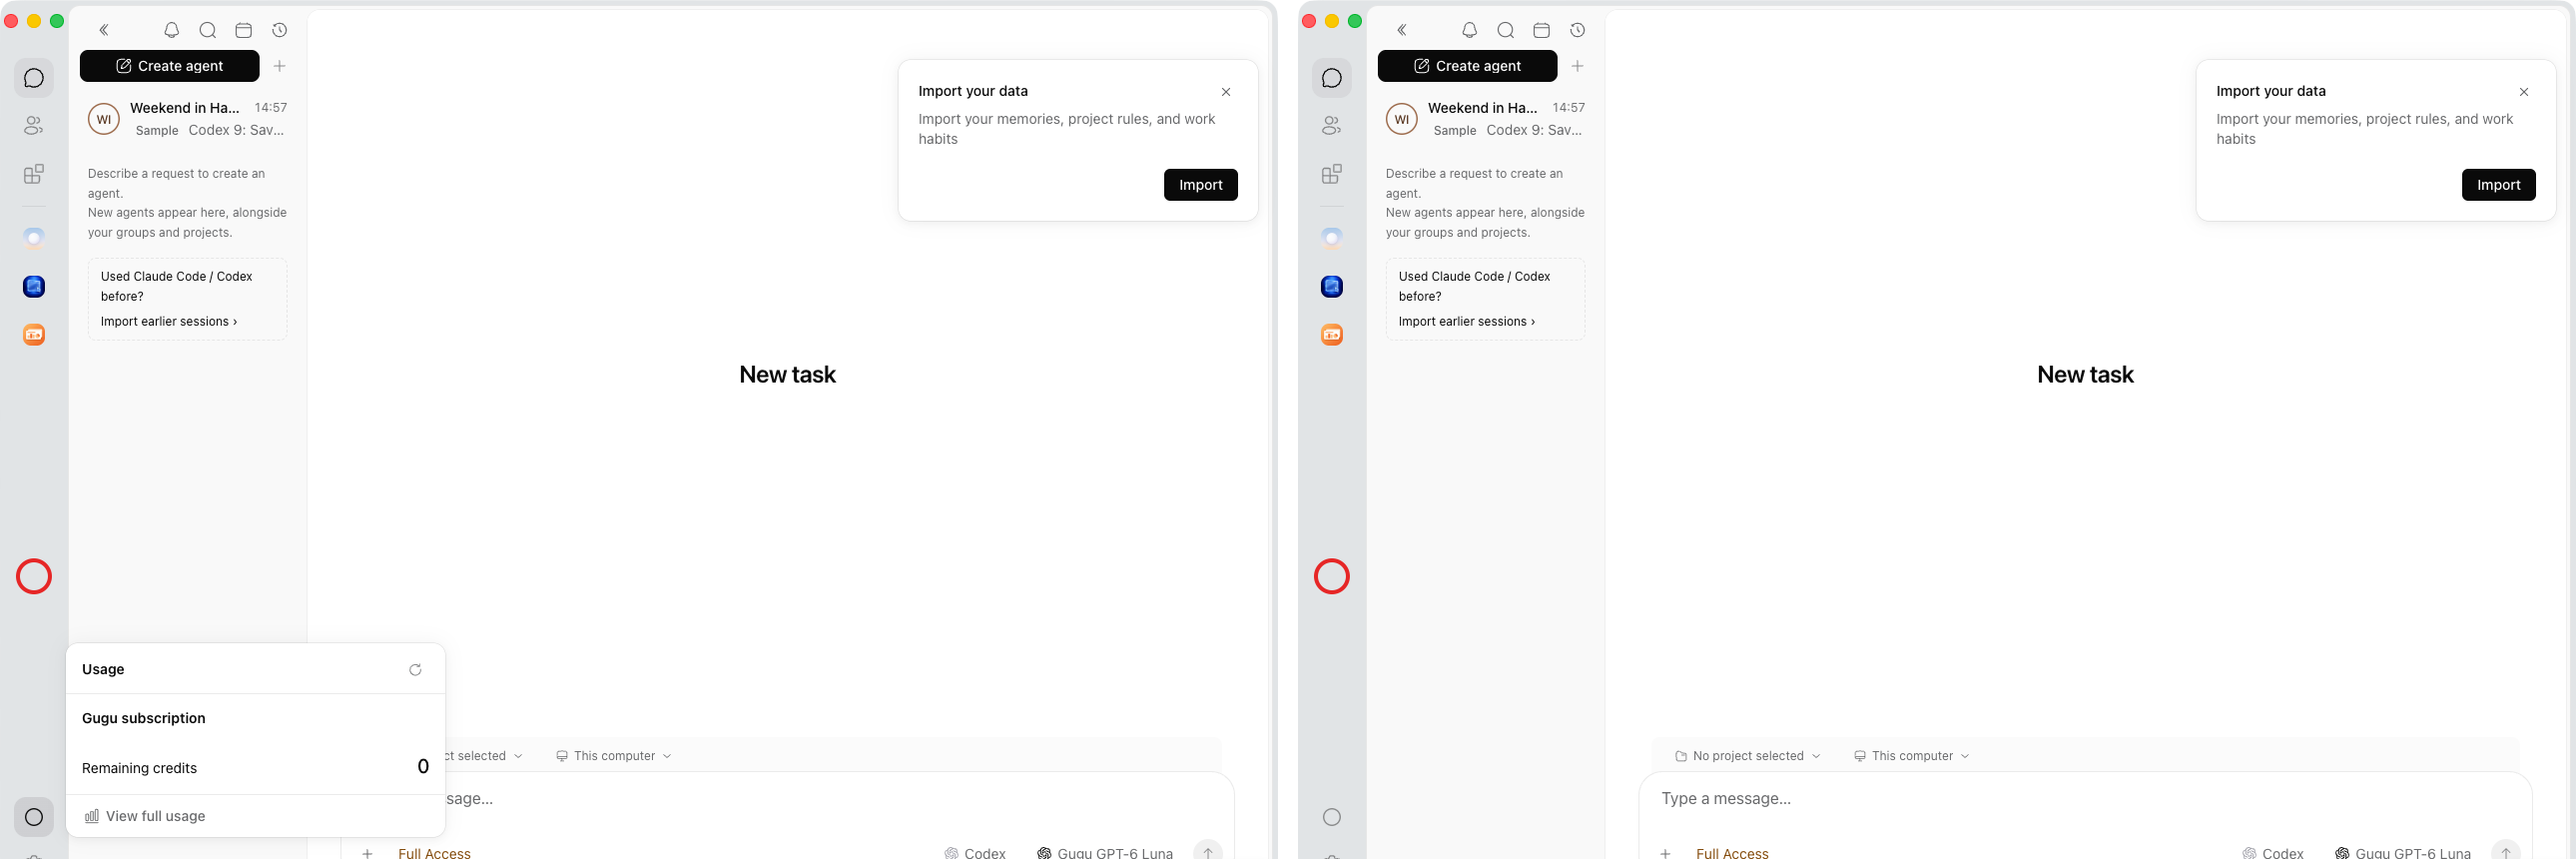 Create agent
WI
Weekend in Ha...
14:57
Sample
Codex 9: Sav...
Describe a request to create an
agent.
New agents appear here, alongside
your groups and projects.
Used Claude Code / Codex
before?
Import earlier sessions ›
Import your data
Import your memories, project rules, and work
habits
Import
New task
Usage
Gugu subscription
Remaining credits
0
View full usage
ct selected
This computer
sage...
Full Access
Codex
Gugu GPT-6 Luna
Create agent
WI
Weekend in Ha...
14:57
Sample
Codex 9: Sav...
Describe a request to create an
agent.
New agents appear here, alongside
your groups and projects.
Used Claude Code / Codex
before?
Import earlier sessions ›
Import your data
Import your memories, project rules, and work
habits
Import
New task
No project selected
This computer
Type a message...
Full Access
Codex
Gugu GPT-6 Luna